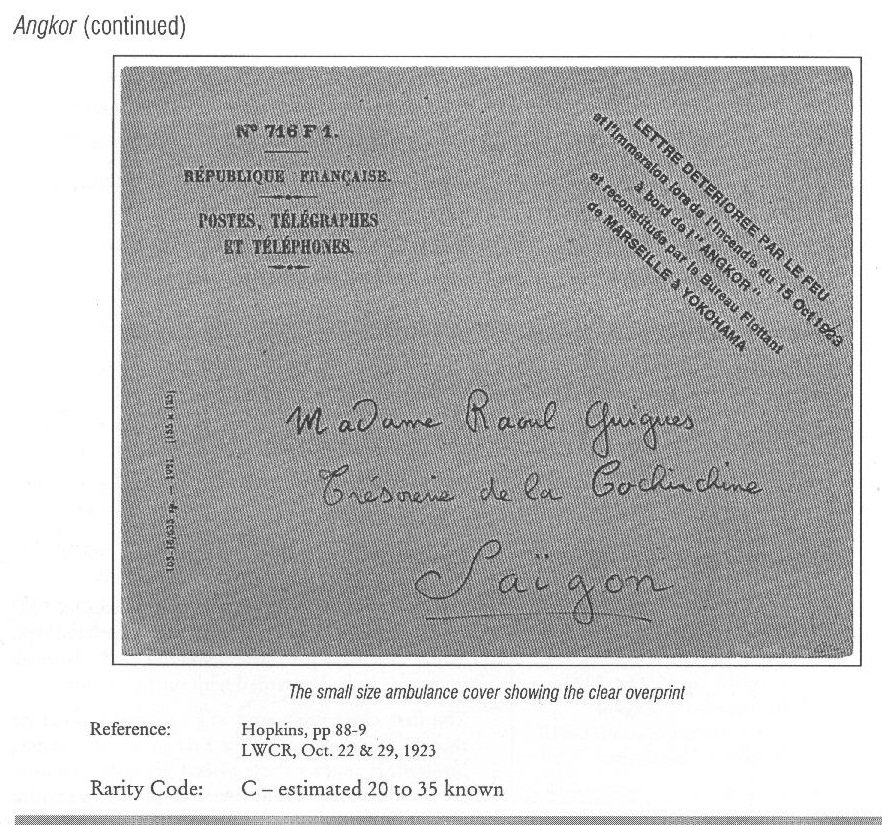 Angkor (continued)
Nº 716 F 1.
RÉPUBLIQUE FRANÇAISE.
POSTES, TÉLÉGRAPHES
ET TÉLÉPHONES.
LETTRE DETERIOREE PAR LE FEU
et l'Immersion lors de l'Incendie du 15 Oct 1923
à bord de l'"ANGKOR"
et reconstituée par le Bureau Flottant
de MARSEILLE à YOKOHAMA
Madame Raoul Guigues
Trésorerie de la Cochinchine
Saïgon
The small size ambulance cover showing the clear overprint
Reference: Hopkins, pp 88-9
LWCR, Oct. 22 & 29, 1923
Rarity Code: C – estimated 20 to 35 known